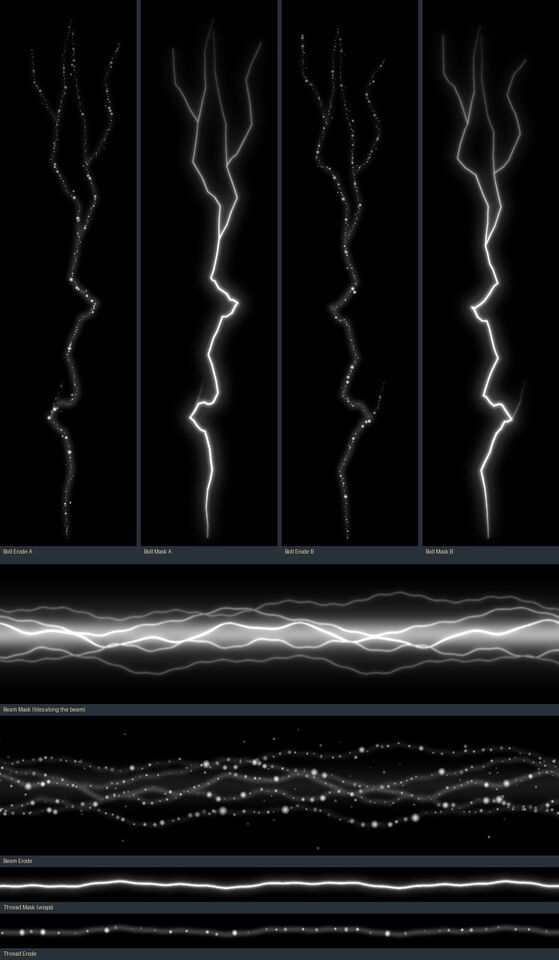 Bolt Erode A
Bolt Mask A
Bolt Erode B
Bolt Mask B
Beam Mask (tiles along the beam)
Beam Erode
Thread Mask (wisps)
Thread Erode